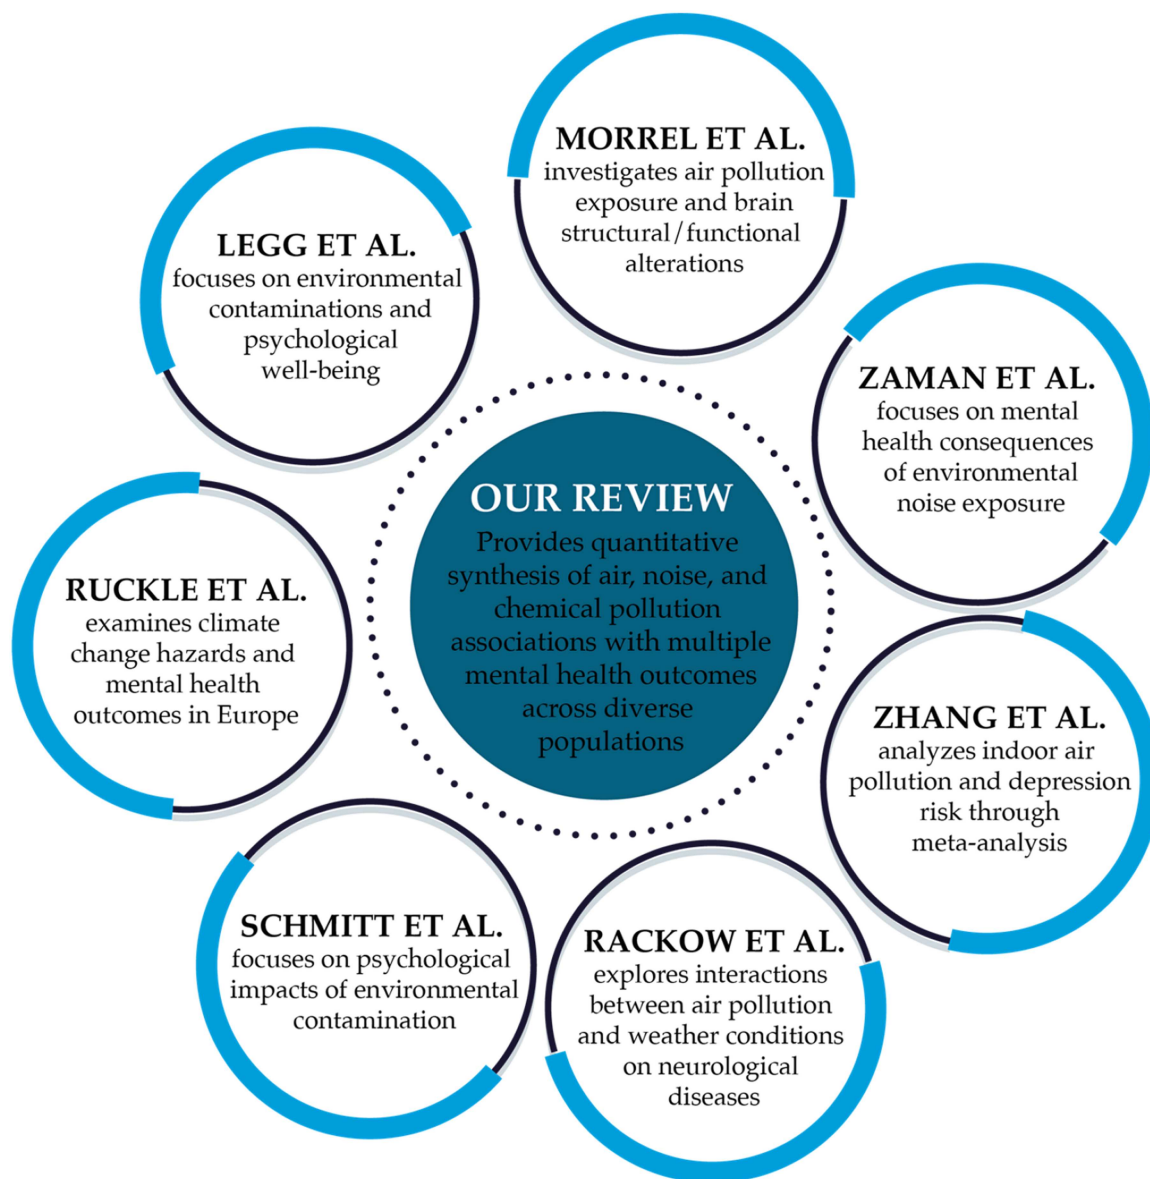 MORREL ET AL.
investigates air pollution
exposure and brain
structural/functional
alterations
LEGG ET AL.
focuses on environmental
contaminations and
psychological
well-being
ZAMAN ET AL.
focuses on mental
health consequences
of environmental
noise exposure
OUR REVIEW
Provides quantitative
synthesis of air, noise, and
chemical pollution
associations with multiple
mental health outcomes
across diverse
populations
RUCKLE ET AL.
examines climate
change hazards and
mental health
outcomes in Europe
ZHANG ET AL.
analyzes indoor air
pollution and depression
risk through
meta-analysis
SCHMITT ET AL.
focuses on psychological
impacts of environmental
contamination
RACKOW ET AL.
explores interactions
between air pollution
and weather conditions
on neurological
diseases